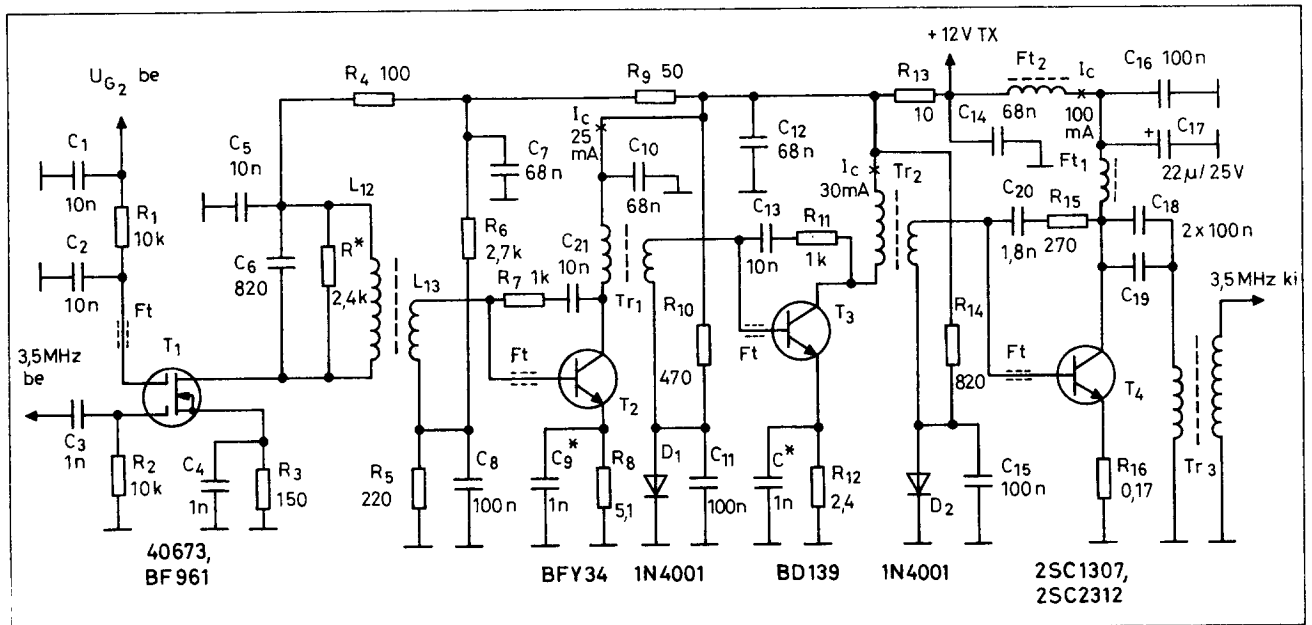 + 12 V TX
U_G2 be
R4 100
R9 50
R13
10
Ft2
68n
Ic
100
mA
C16 100n
C14
+ C17
22µ/25V
C1
10n
C5
10n
L12
C7
68n
Ic
25
mA
C10
68n
C12
68n
Ic
30mA
Tr2
Ft1
R1
10k
C2
10n
C6
820
R*
2,4k
R6
2,7k
C21
10n
Tr1
C13
10n
R11
1k
C20
1,8n
R15
270
C18
2x100n
C19
L13
R7 1k
R10
470
T3
R14
820
3,5MHz ki
Ft
T1
3,5MHz
be
Ft
T2
Ft
Ft
T4
Tr3
C3
1n
R2
10k
C4
1n
R3
150
R5
220
C8
100n
C9*
1n
R8
5,1
D1
C11
100n
C*
1n
R12
2,4
D2
C15
100n
R16
0,17
40673,
BF961
BFY34
1N4001
BD139
1N4001
2SC1307,
2SC2312